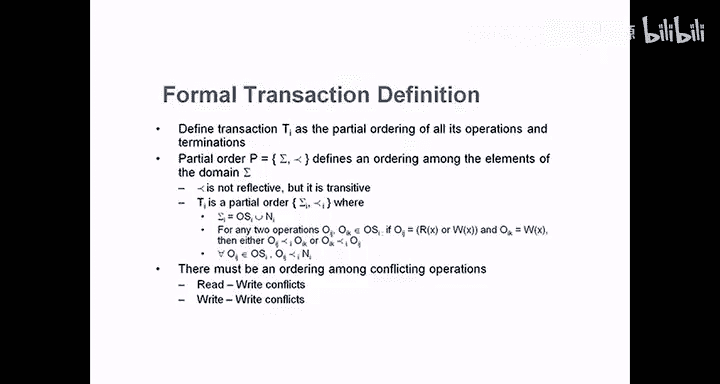 bilibili
Formal Transaction Definition
• Define transaction Tᵢ as the partial ordering of all its operations and
terminations
• Partial order P = { Σ, ≺ } defines an ordering among the elements of
the domain Σ
– ≺ is not reflective, but it is transitive
– Tᵢ is a partial order { Σᵢ, ≺ᵢ } where
• Σᵢ = OSᵢ ∪ Nᵢ
• For any two operations Oᵢⱼ, Oᵢₖ ∈ OSᵢ, if Oᵢⱼ = (R(x) or W(x)) and Oᵢₖ = W(x),
then either Oᵢⱼ ≺ᵢ Oᵢₖ or Oᵢₖ ≺ᵢ Oᵢⱼ
• ∀ Oᵢⱼ ∈ OSᵢ, Oᵢⱼ ≺ᵢ Nᵢ
• There must be an ordering among conflicting operations
– Read – Write conflicts
– Write – Write conflicts